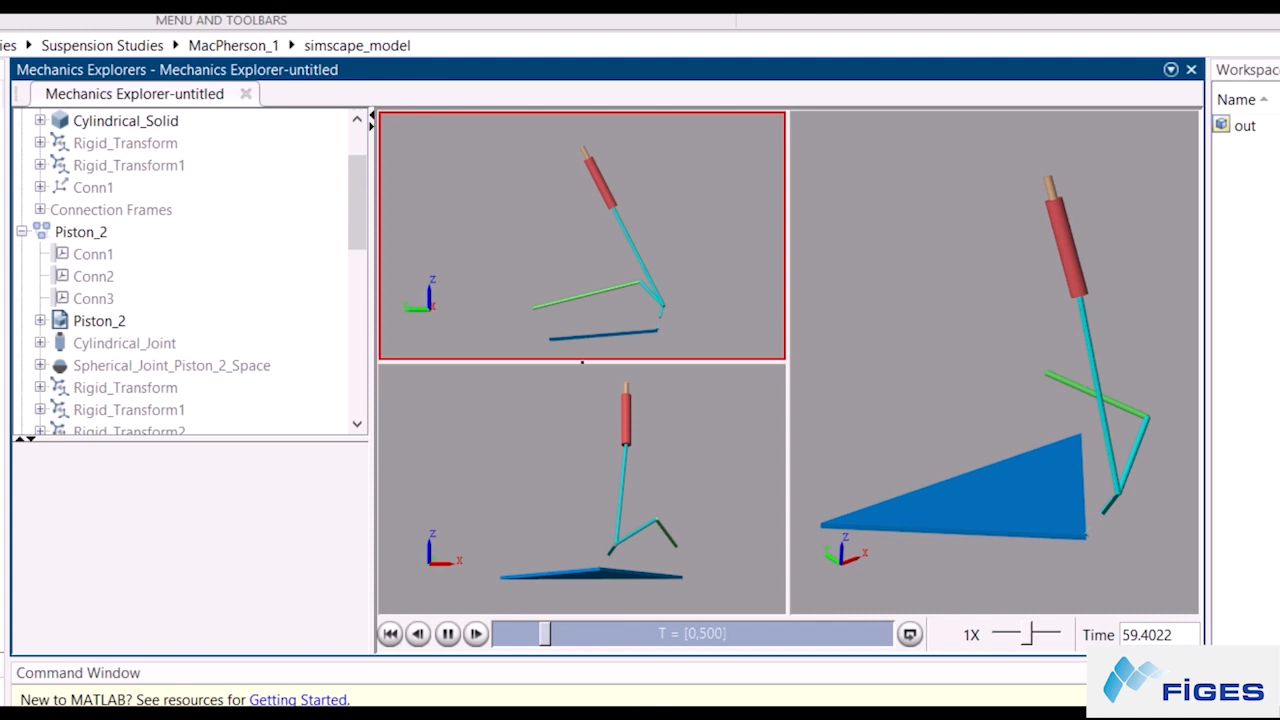 MENU AND TOOLBARS
ies ▸ Suspension Studies ▸ MacPherson_1 ▸ simscape_model
Mechanics Explorers - Mechanics Explorer-untitled
Workspac
Mechanics Explorer-untitled
Name
out
Cylindrical_Solid
Rigid_Transform
Rigid_Transform1
Conn1
Connection Frames
Piston_2
Conn1
Conn2
Conn3
Piston_2
Cylindrical_Joint
Spherical_Joint_Piston_2_Space
Rigid_Transform
Rigid_Transform1
Rigid_Transform2
Z
X
Z
X
Z
X
T = [0,500]
1X
Time 59.4022
Command Window
New to MATLAB? See resources for Getting Started.
FiGES